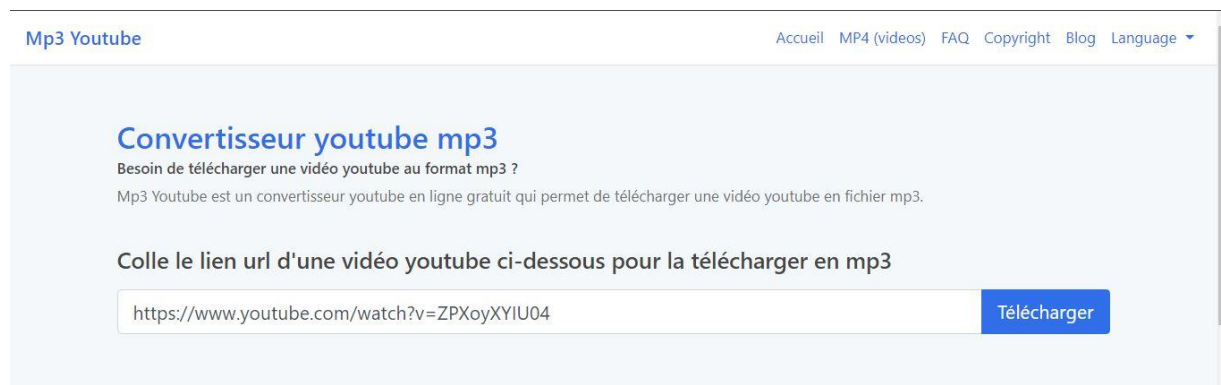 Mp3 Youtube
Accueil MP4 (videos) FAQ Copyright Blog Language
Convertisseur youtube mp3
Besoin de télécharger une vidéo youtube au format mp3 ?
Mp3 Youtube est un convertisseur youtube en ligne gratuit qui permet de télécharger une vidéo youtube en fichier mp3.
Colle le lien url d'une vidéo youtube ci-dessous pour la télécharger en mp3
https://www.youtube.com/watch?v=ZPXoyXYIU04
Télécharger